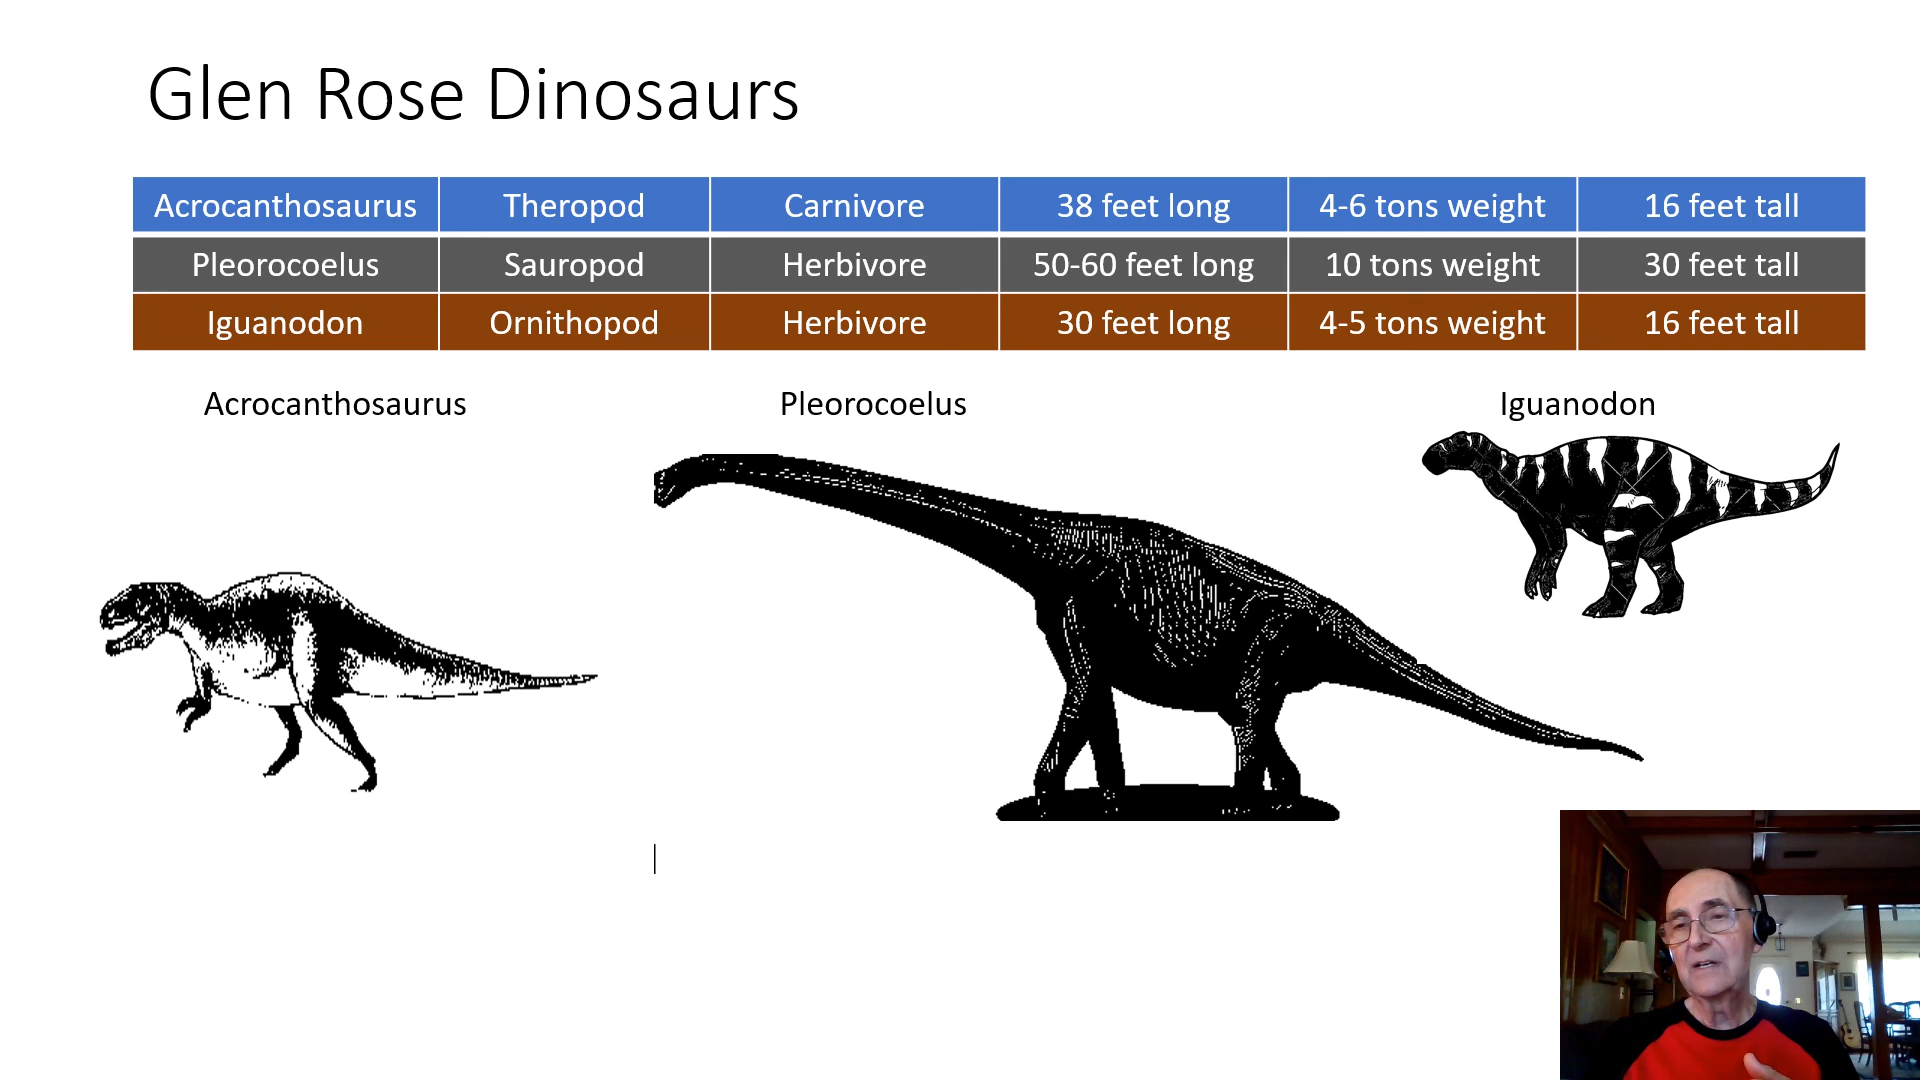 Glen Rose Dinosaurs
Acrocanthosaurus Theropod Carnivore 38 feet long 4-6 tons weight 16 feet tall
Pleorocoelus Sauropod Herbivore 50-60 feet long 10 tons weight 30 feet tall
Iguanodon Ornithopod Herbivore 30 feet long 4-5 tons weight 16 feet tall
Acrocanthosaurus Pleorocoelus Iguanodon